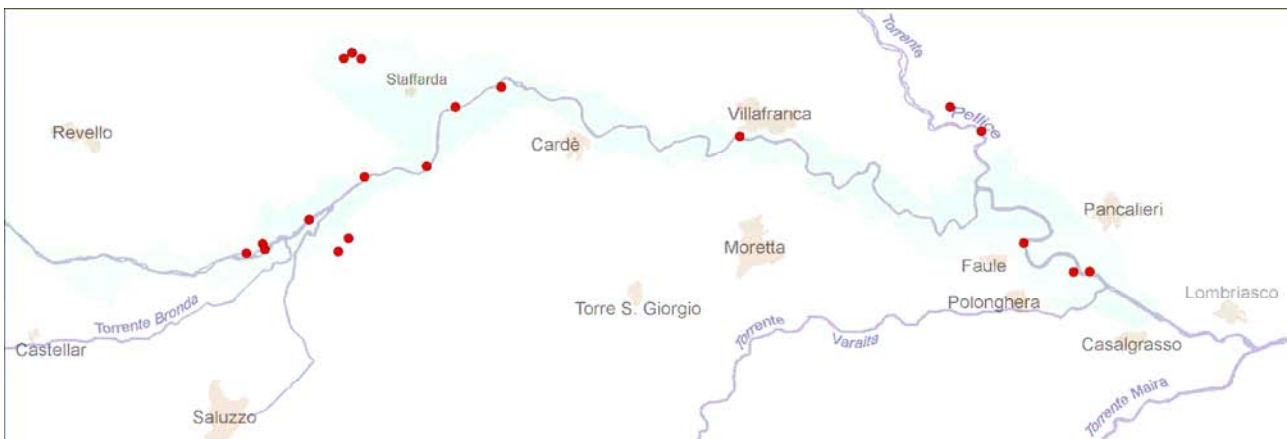 Torrente
Pellice
Staffarda
Revello
Villafranca
Cardè
Pancalieri
Moretta
Faule
Polonghera
Lombriasco
Torre S. Giorgio
Torrente Bronda
Torrente
Varaita
Castellar
Casalgrasso
Saluzzo
Torrente Maira